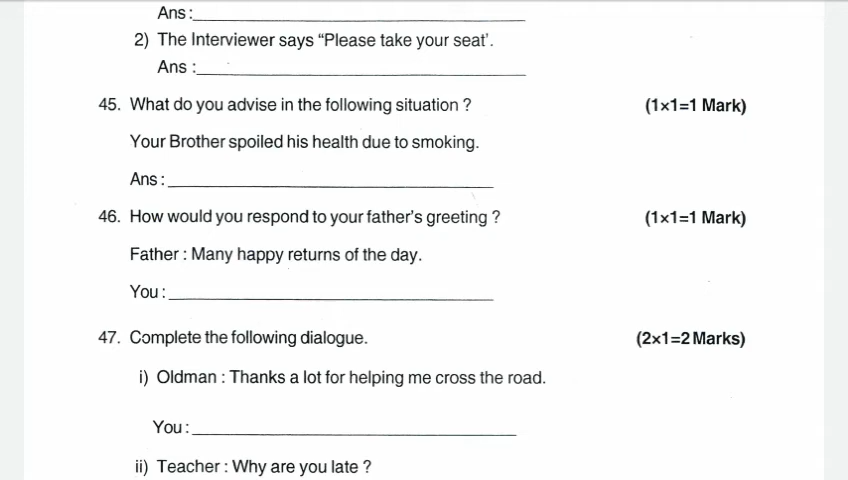 Ans :
2) The Interviewer says “Please take your seat’.
Ans :
45. What do you advise in the following situation ? (1×1=1 Mark)
Your Brother spoiled his health due to smoking.
Ans :
46. How would you respond to your father's greeting ? (1×1=1 Mark)
Father : Many happy returns of the day.
You :
47. Complete the following dialogue. (2×1=2 Marks)
i) Oldman : Thanks a lot for helping me cross the road.
You :
ii) Teacher : Why are you late ?